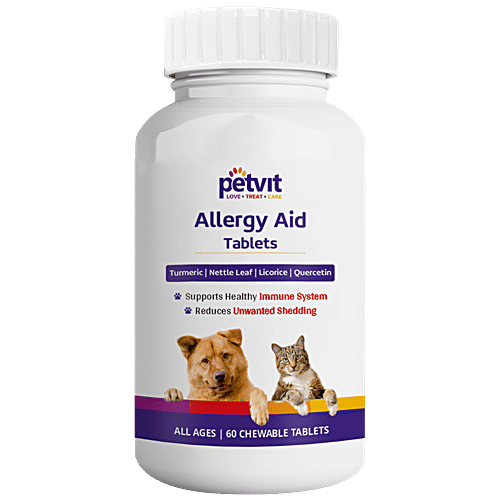 petvit
LOVE • TREAT • CARE
Allergy Aid
Tablets
Turmeric | Nettle Leaf | Licorice | Quercetin
Supports Healthy Immune System
Reduces Unwanted Shedding
ALL AGES | 60 CHEWABLE TABLETS